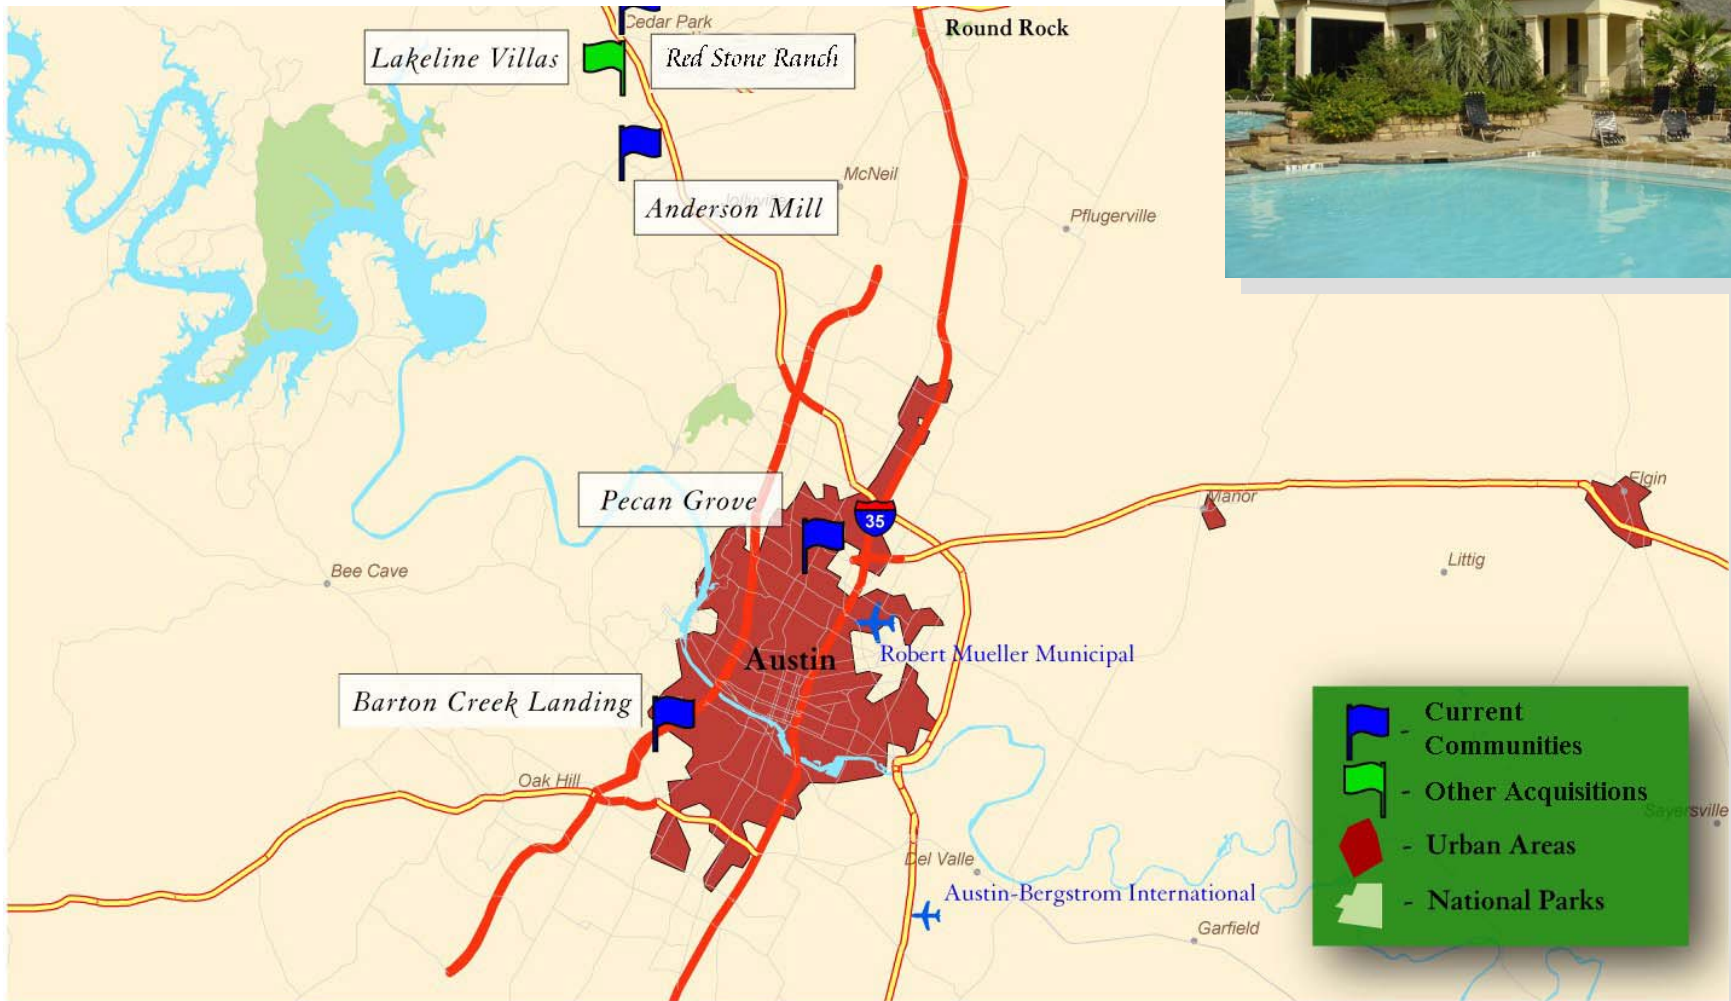 Cedar Park
Round Rock
Lakeline Villas
Red Stone Ranch
McNeil
Jollyville
Anderson Mill
Pflugerville
Pecan Grove
35
Manor
Elgin
Bee Cave
Littig
Robert Mueller Municipal
Austin
Barton Creek Landing
Oak Hill
Del Valle
Austin-Bergstrom International
Garfield
Sayersville
- Current
Communities
- Other Acquisitions
- Urban Areas
- National Parks